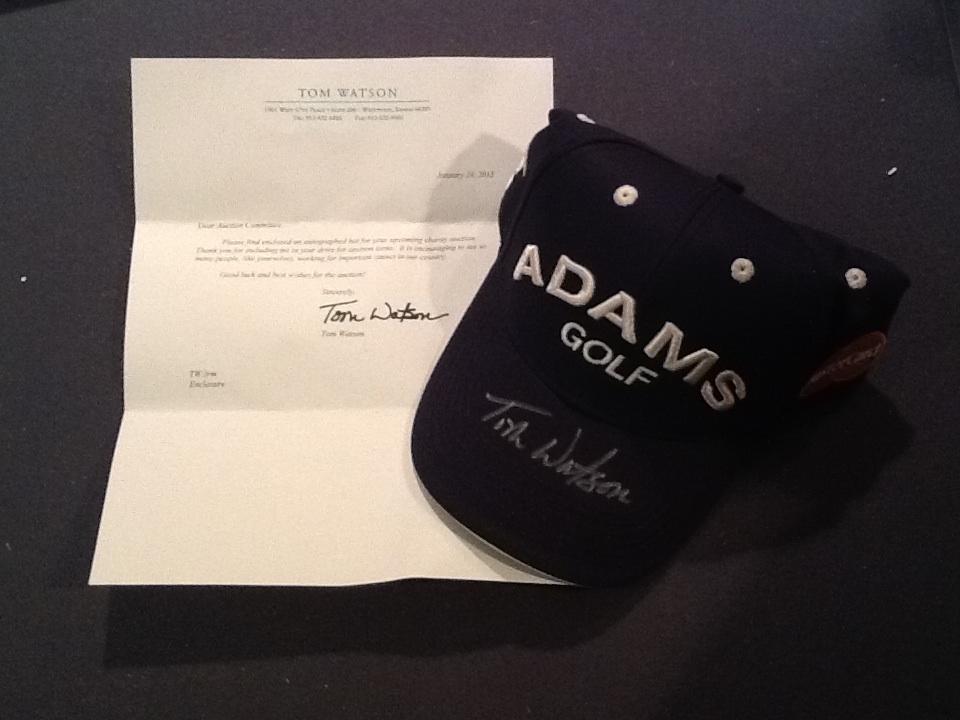 TOM WATSON
January 24, 2012
Dear Auction Committee,
Please find enclosed an autographed hat for your upcoming charity auction.
Thank you for including me in your drive for auction items. It is encouraging to see so
many people, like yourselves, working for important causes in our country.
Good luck and best wishes for the auction!
Sincerely,
Tom Watson
Tom Watson
TW/
Enclosure
ADAMS
GOLF
Tom Watson